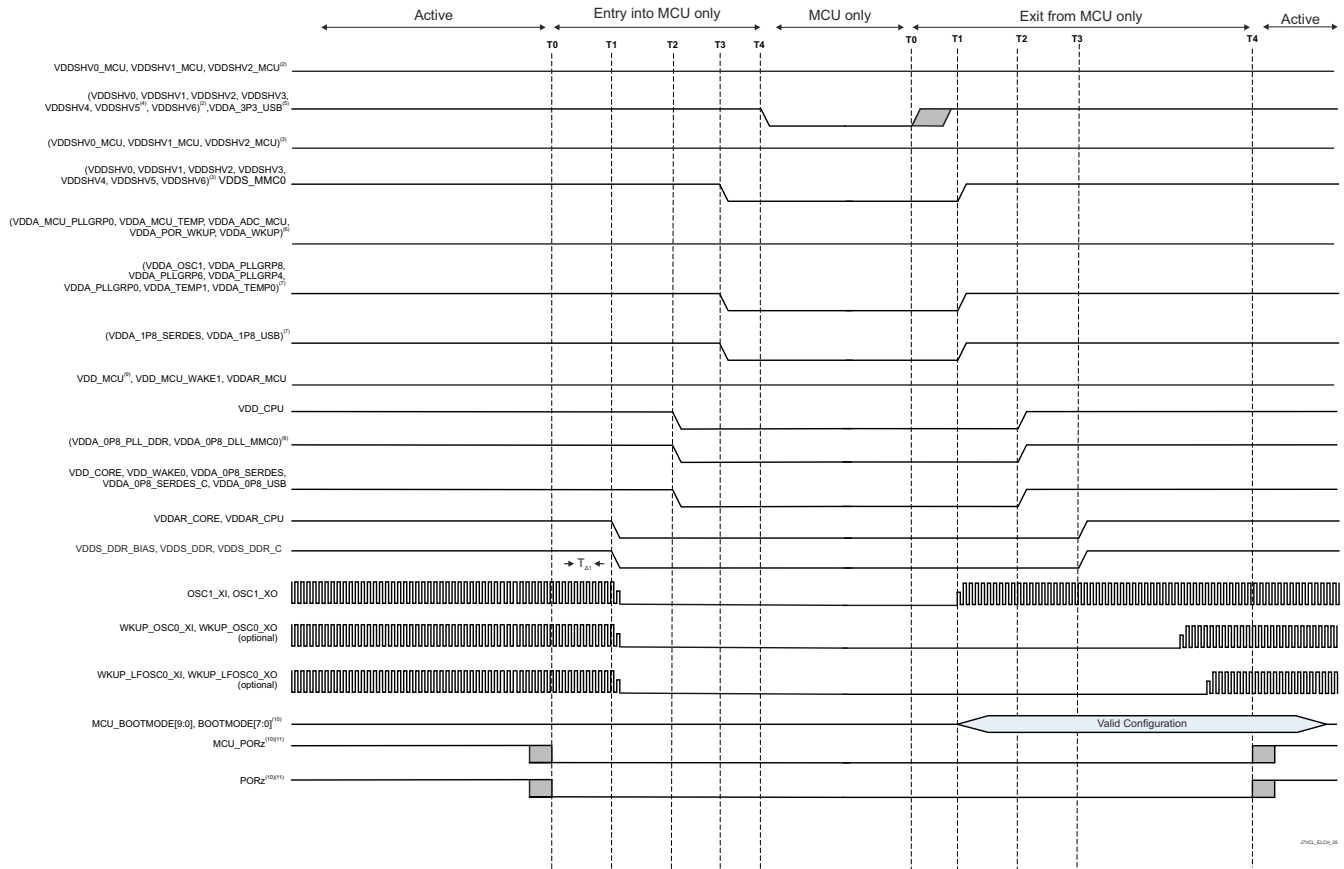 Active
Entry into MCU only
MCU only
Exit from MCU only
Active
T0 T1 T2 T3 T4 T0 T1 T2 T3 T4
VDDSHV0_MCU, VDDSHV1_MCU, VDDSHV2_MCU(2)
(VDDSHV0, VDDSHV1, VDDSHV2, VDDSHV3,
VDDSHV4, VDDSHV5(4), VDDSHV6)(2),VDDA_3P3_USB(5)
(VDDSHV0_MCU, VDDSHV1_MCU, VDDSHV2_MCU)(3)
(VDDSHV0, VDDSHV1, VDDSHV2, VDDSHV3,
VDDSHV4, VDDSHV5, VDDSHV6)(3) VDDS_MMC0
(VDDA_MCU_PLLGRP0, VDDA_MCU_TEMP, VDDA_ADC_MCU,
VDDA_POR_WKUP, VDDA_WKUP)(6)
(VDDA_OSC1, VDDA_PLLGRP8,
VDDA_PLLGRP6, VDDA_PLLGRP4,
VDDA_PLLGRP0, VDDA_TEMP1, VDDA_TEMP0)(7)
(VDDA_1P8_SERDES, VDDA_1P8_USB)(7)
VDD_MCU(9), VDD_MCU_WAKE1, VDDAR_MCU
VDD_CPU
(VDDA_0P8_PLL_DDR, VDDA_0P8_DLL_MMC0)(8)
VDD_CORE, VDD_WAKE0, VDDA_0P8_SERDES,
VDDA_0P8_SERDES_C, VDDA_0P8_USB
VDDAR_CORE, VDDAR_CPU
VDDS_DDR_BIAS, VDDS_DDR, VDDS_DDR_C
TΔ1
OSC1_XI, OSC1_XO
WKUP_OSC0_XI, WKUP_OSC0_XO
(optional)
WKUP_LFOSC0_XI, WKUP_LFOSC0_XO
(optional)
MCU_BOOTMODE[9:0], BOOTMODE[7:0](10)
Valid Configuration
MCU_PORz(10)(11)
PORz(10)(11)
J7VCL_ELCH_05